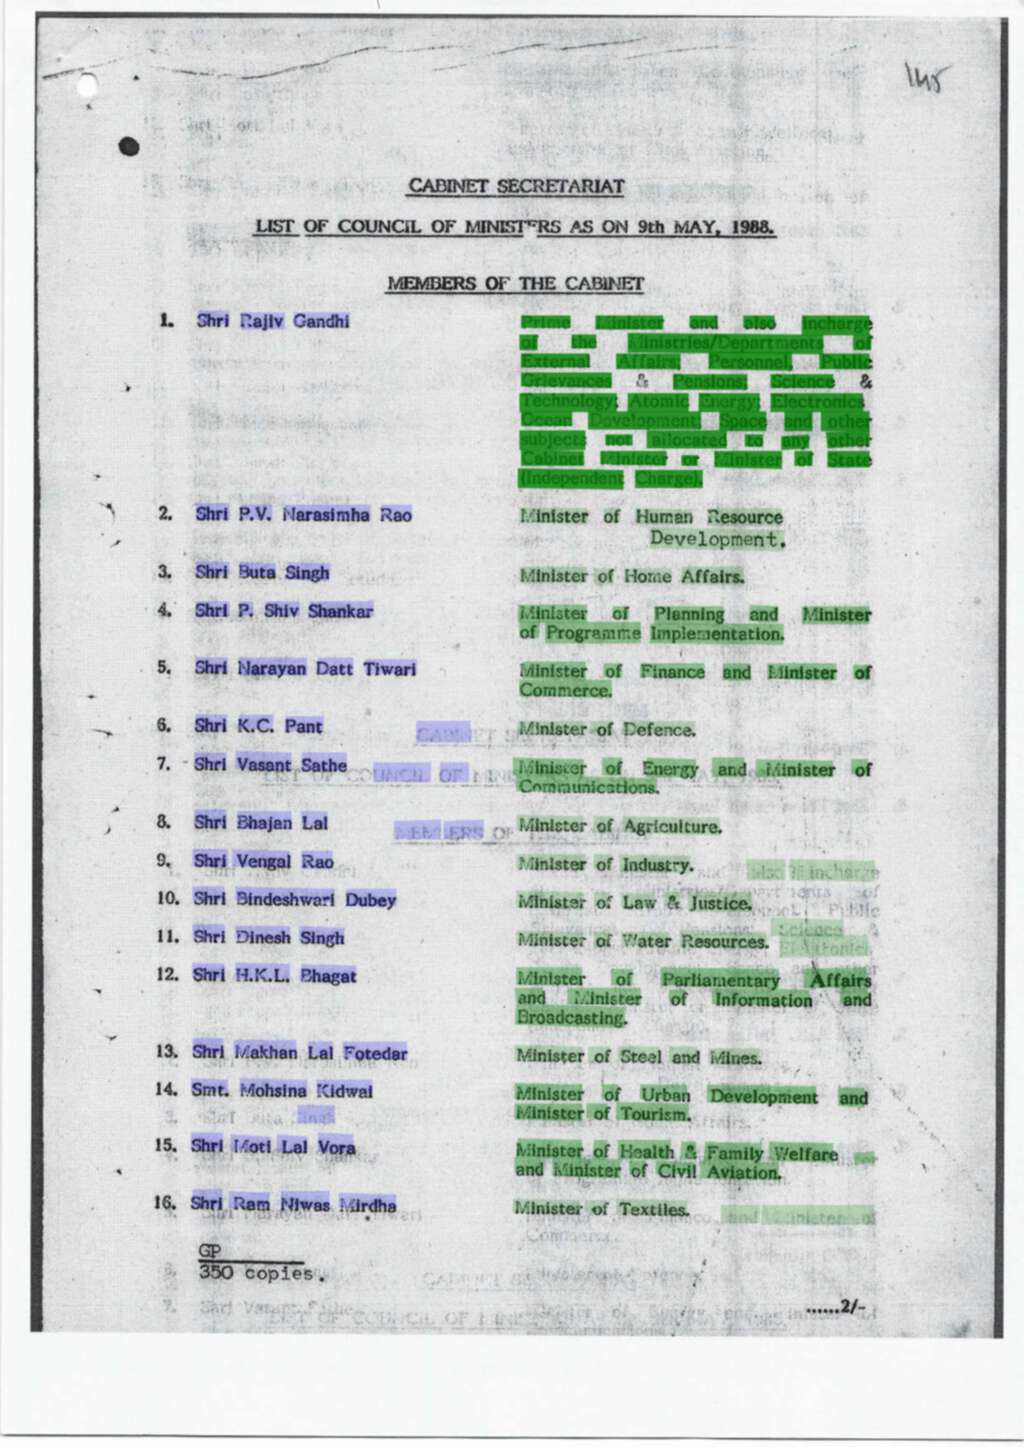 145
CABINET SECRETARIAT
LIST OF COUNCIL OF MINISTERS AS ON 9th MAY, 1988.
MEMBERS OF THE CABINET
1. Shri Rajiv Gandhi
Prime Minister and also incharge
of the Ministries/Departments of
External Affairs; Personnel, Public
Grievances & Pensions; Science &
Technology; Atomic Energy; Electronics
Ocean Development; Space and other
subjects not allocated to any other
Cabinet Minister or Minister of State
(Independent Charge).
2. Shri P.V. Narasimha Rao
Minister of Human Resource
Development.
3. Shri Buta Singh
Minister of Home Affairs.
4. Shri P. Shiv Shankar
Minister of Planning and Minister
of Programme Implementation.
5. Shri Narayan Datt Tiwari
Minister of Finance and Minister of
Commerce.
6. Shri K.C. Pant
Minister of Defence.
7. Shri Vasant Sathe
Minister of Energy and Minister of
Communications.
8. Shri Bhajan Lal
Minister of Agriculture.
9. Shri Vengal Rao
Minister of Industry.
10. Shri Bindeshwari Dubey
Minister of Law & Justice.
11. Shri Dinesh Singh
Minister of Water Resources.
12. Shri H.K.L. Bhagat
Minister of Parliamentary Affairs
and Minister of Information and
Broadcasting.
13. Shri Makhan Lal Fotedar
Minister of Steel and Mines.
14. Smt. Mohsina Kidwai
Minister of Urban Development and
Minister of Tourism.
15. Shri Moti Lal Vora
Minister of Health & Family Welfare
and Minister of Civil Aviation.
16. Shri Ram Niwas Mirdha
Minister of Textiles.
GP
350 copies.
......2/-